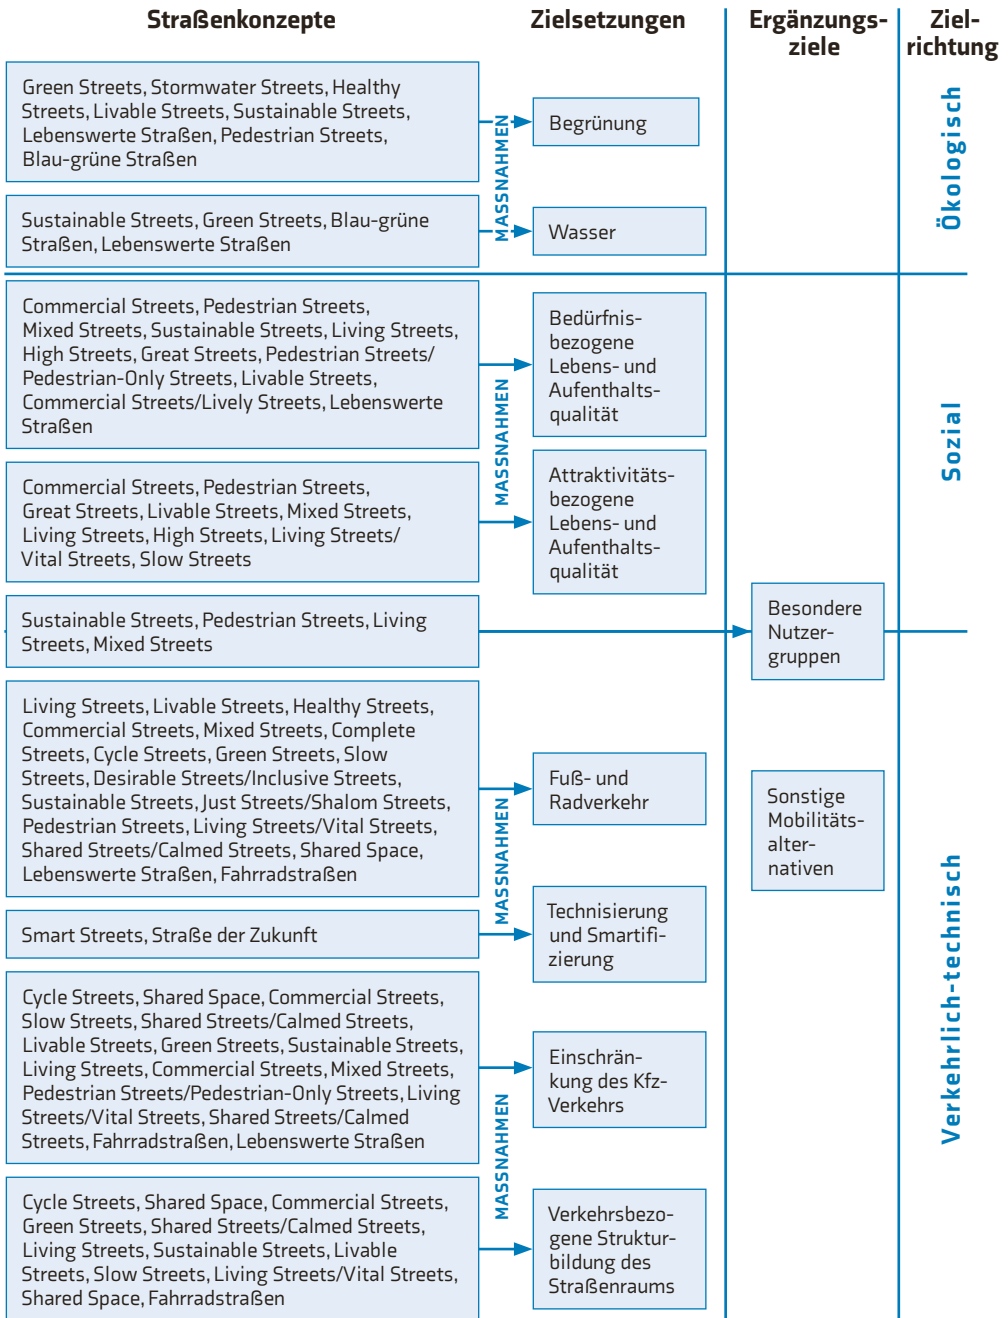 Straßenkonzepte
Zielsetzungen
Ergänzungs-
ziele
Ziel-
richtung
Green Streets, Stormwater Streets, Healthy
Streets, Livable Streets, Sustainable Streets,
Lebenswerte Straßen, Pedestrian Streets,
Blau-grüne Straßen
MASSNAHMEN
Begrünung
Ökologisch
Sustainable Streets, Green Streets, Blau-grüne
Straßen, Lebenswerte Straßen
Wasser
Commercial Streets, Pedestrian Streets,
Mixed Streets, Sustainable Streets, Living Streets,
High Streets, Great Streets, Pedestrian Streets/
Pedestrian-Only Streets, Livable Streets,
Commercial Streets/Lively Streets, Lebenswerte
Straßen
MASSNAHMEN
Bedürfnis-
bezogene
Lebens- und
Aufenthalts-
qualität
Sozial
Commercial Streets, Pedestrian Streets,
Great Streets, Livable Streets, Mixed Streets,
Living Streets, High Streets, Living Streets/
Vital Streets, Slow Streets
Attraktivitäts-
bezogene
Lebens- und
Aufenthalts-
qualität
Sustainable Streets, Pedestrian Streets, Living
Streets, Mixed Streets
Besondere
Nutzer-
gruppen
Living Streets, Livable Streets, Healthy Streets,
Commercial Streets, Mixed Streets, Complete
Streets, Cycle Streets, Green Streets, Slow
Streets, Desirable Streets/Inclusive Streets,
Sustainable Streets, Just Streets/Shalom Streets,
Pedestrian Streets, Living Streets/Vital Streets,
Shared Streets/Calmed Streets, Shared Space,
Lebenswerte Straßen, Fahrradstraßen
MASSNAHMEN
Fuß- und
Radverkehr
Sonstige
Mobilitäts-
alter-
nativen
Verkehrlich-technisch
Smart Streets, Straße der Zukunft
Technisierung
und Smartifi-
zierung
Cycle Streets, Shared Space, Commercial Streets,
Slow Streets, Shared Streets/Calmed Streets,
Livable Streets, Green Streets, Sustainable Streets,
Living Streets, Commercial Streets, Mixed Streets,
Pedestrian Streets/Pedestrian-Only Streets, Living
Streets/Vital Streets, Shared Streets/Calmed
Streets, Fahrradstraßen, Lebenswerte Straßen
MASSNAHMEN
Einschrän-
kung des Kfz-
Verkehrs
Cycle Streets, Shared Space, Commercial Streets,
Green Streets, Shared Streets/Calmed Streets,
Living Streets, Sustainable Streets, Livable
Streets, Slow Streets, Living Streets/Vital Streets,
Shared Space, Fahrradstraßen
Verkehrsbezo-
gene Struktur-
bildung des
Straßenraums